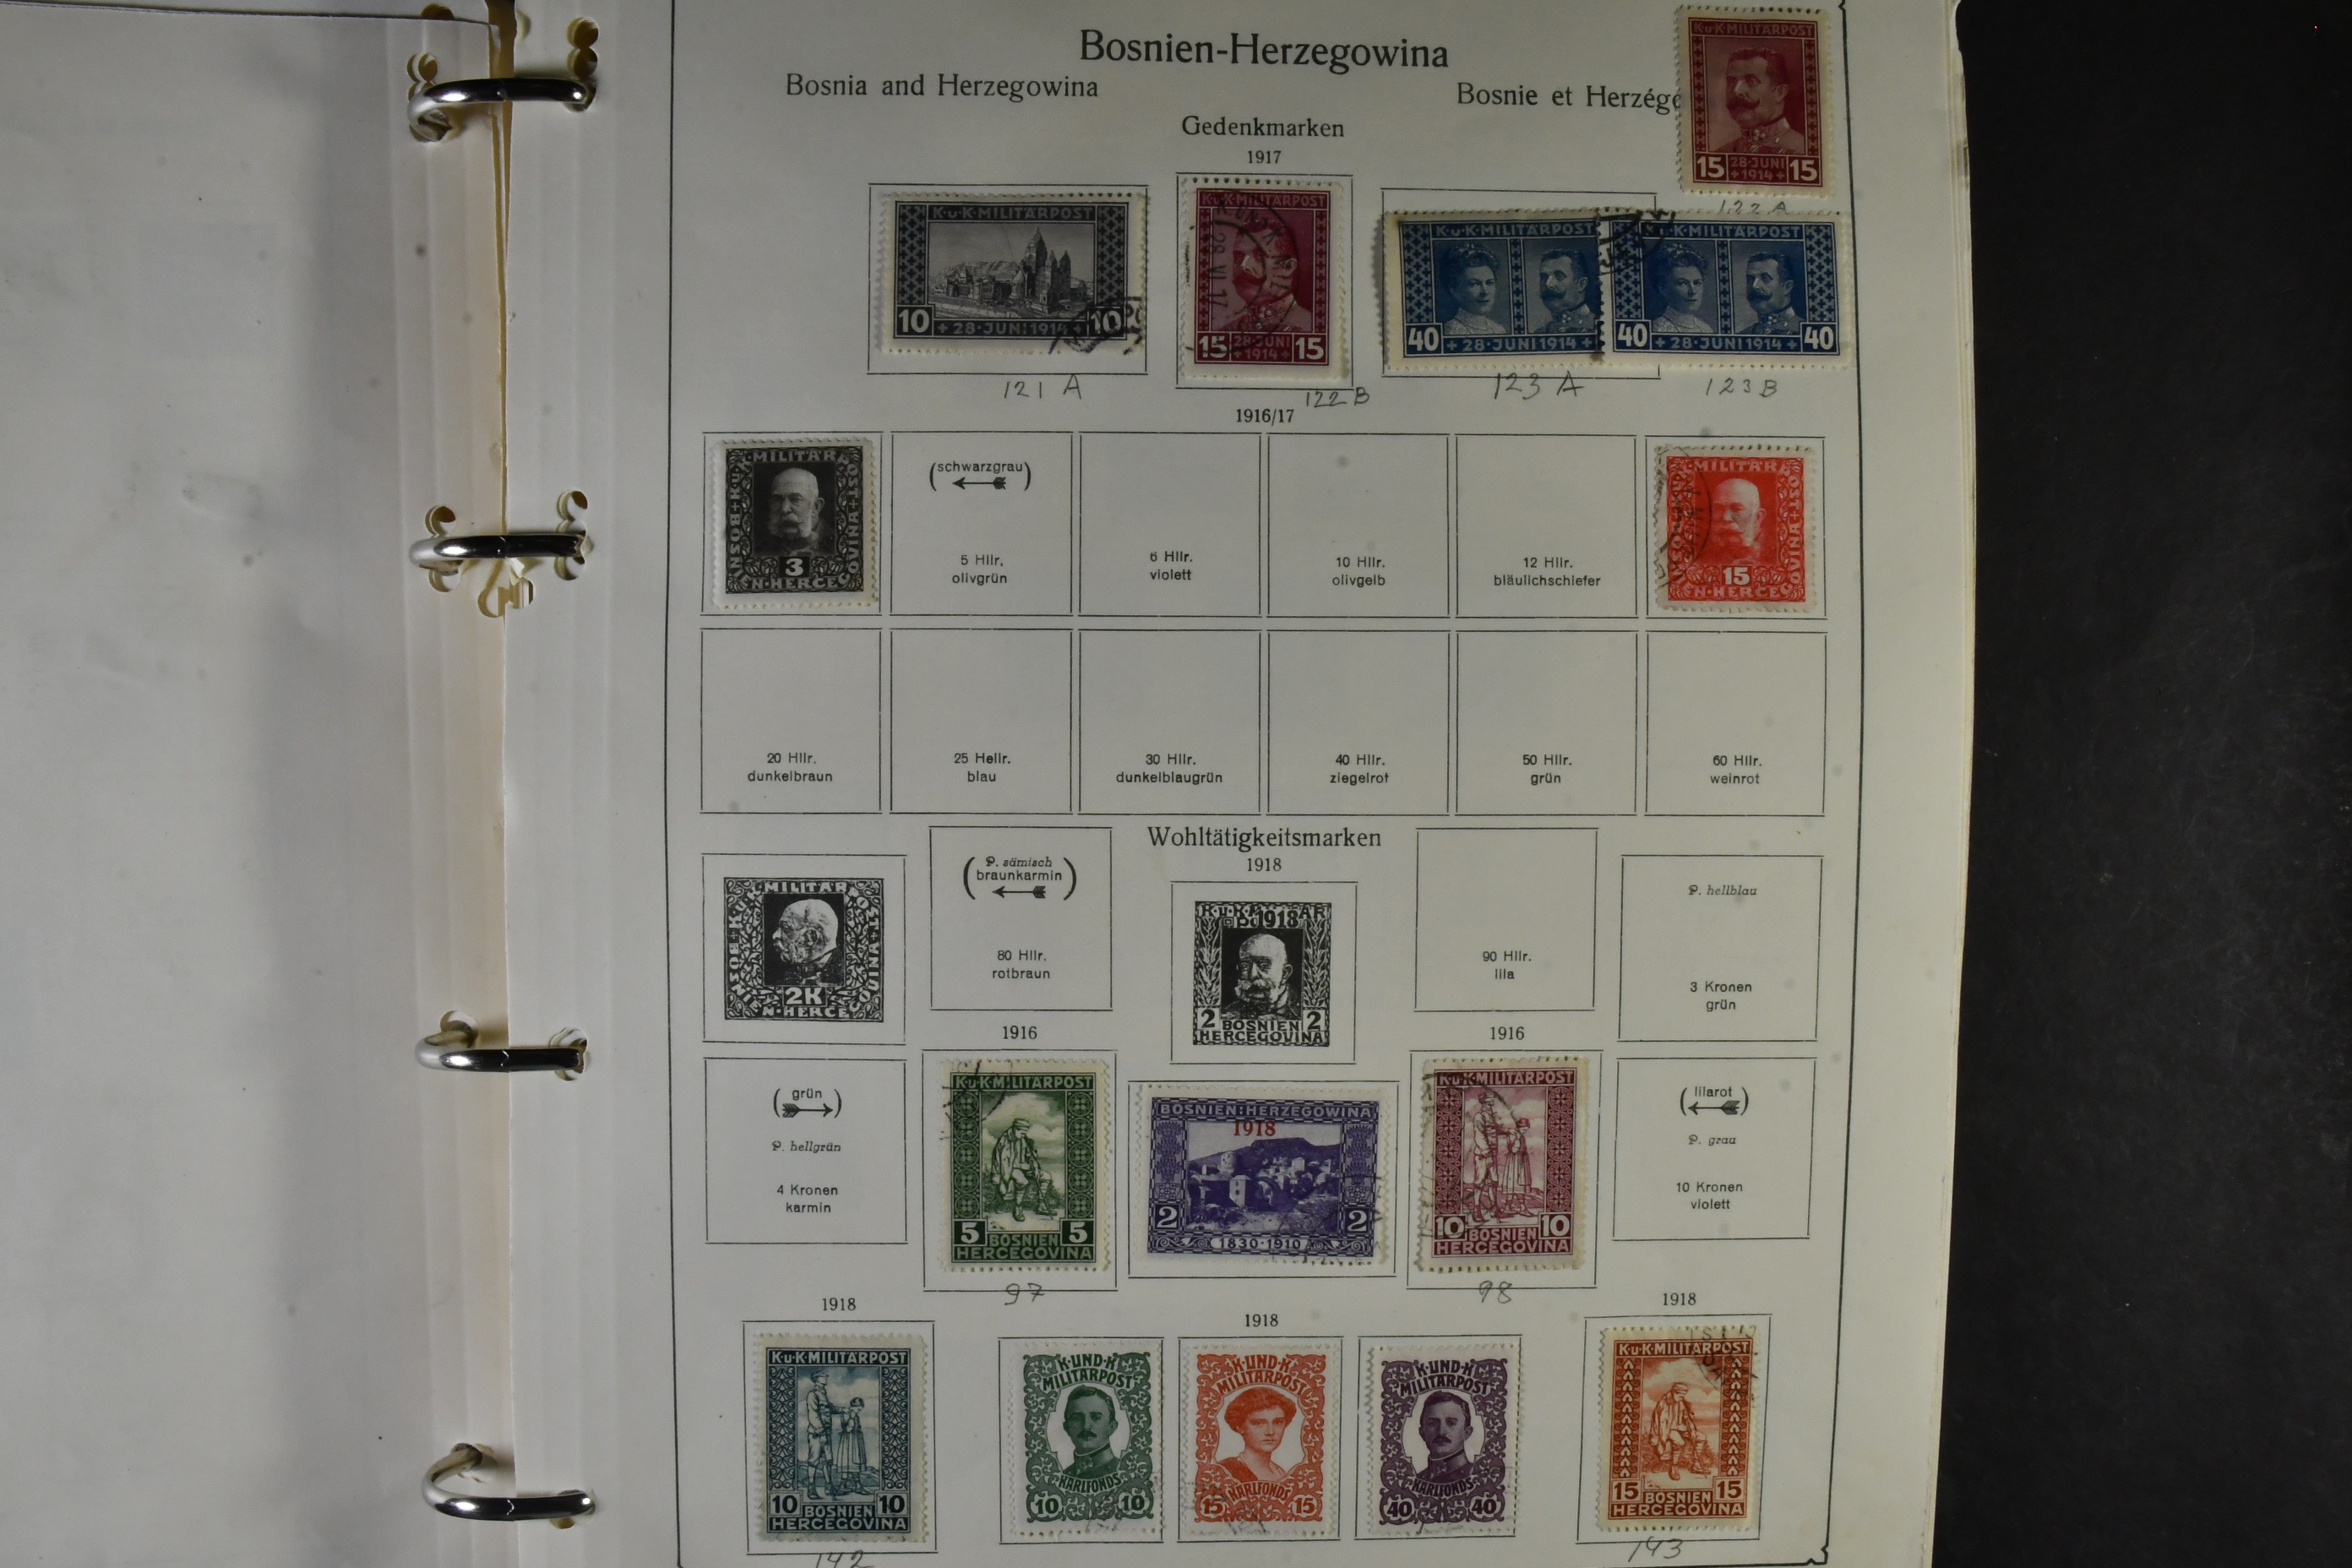 Bosnien-Herzegowina
Bosnia and Herzegowina
Bosnie et Herzég
Gedenkmarken
1917
K.u.K.MILITÄRPOST
15 28·JUNI 15
+1914+
122 A
K·u·K·MILITÄRPOST
10 + 28·JUNI 1914 + 10
121 A
K·u·K·MILITÄRPOST
15 28·JUNI 15
+1914+
122 B
K·u·K·MILITÄRPOST
40 + 28·JUNI 1914 +
123 A
K·u·K·MILITÄRPOST
40 + 28·JUNI 1914 + 40
123 B
1916/17
3
(schwarzgrau)
5 Hllr.
olivgrün
6 Hllr.
violett
10 Hllr.
olivgelb
12 Hllr.
bläulichschiefer
15
20 Hllr.
dunkelbraun
25 Hellr.
blau
30 Hllr.
dunkelblaugrün
40 Hllr.
ziegelrot
50 Hllr.
grün
60 Hllr.
weinrot
Wohltätigkeitsmarken
1918
2K
(P. sämisch
braunkarmin)
80 Hllr.
rotbraun
1918
2 BOSNIEN 2
HERCEGOVINA
90 Hllr.
lila
P. hellblau
3 Kronen
grün
1916
1916
(grün)
P. hellgrün
4 Kronen
karmin
K·u·K·MILITÄRPOST
5 BOSNIEN 5
HERCEGOVINA
97
BOSNIEN:HERZEGOWINA
1918
2 2
1830·1910
K·u·K·MILITÄRPOST
10 BOSNIEN 10
HERCEGOVINA
98
(lilarot)
P. grau
10 Kronen
violett
1918
1918
1918
K·u·K·MILITÄRPOST
10 BOSNIEN 10
HERCEGOVINA
142
K·UND·K·
MILITÄRPOST
KARLFONDS
10 10
K·UND·K·
MILITÄRPOST
KARLFONDS
15 15
K·UND·K·
MILITÄRPOST
KARLFONDS
40 40
K·u·K·MILITÄRPOST
15 BOSNIEN 15
HERCEGOVINA
143